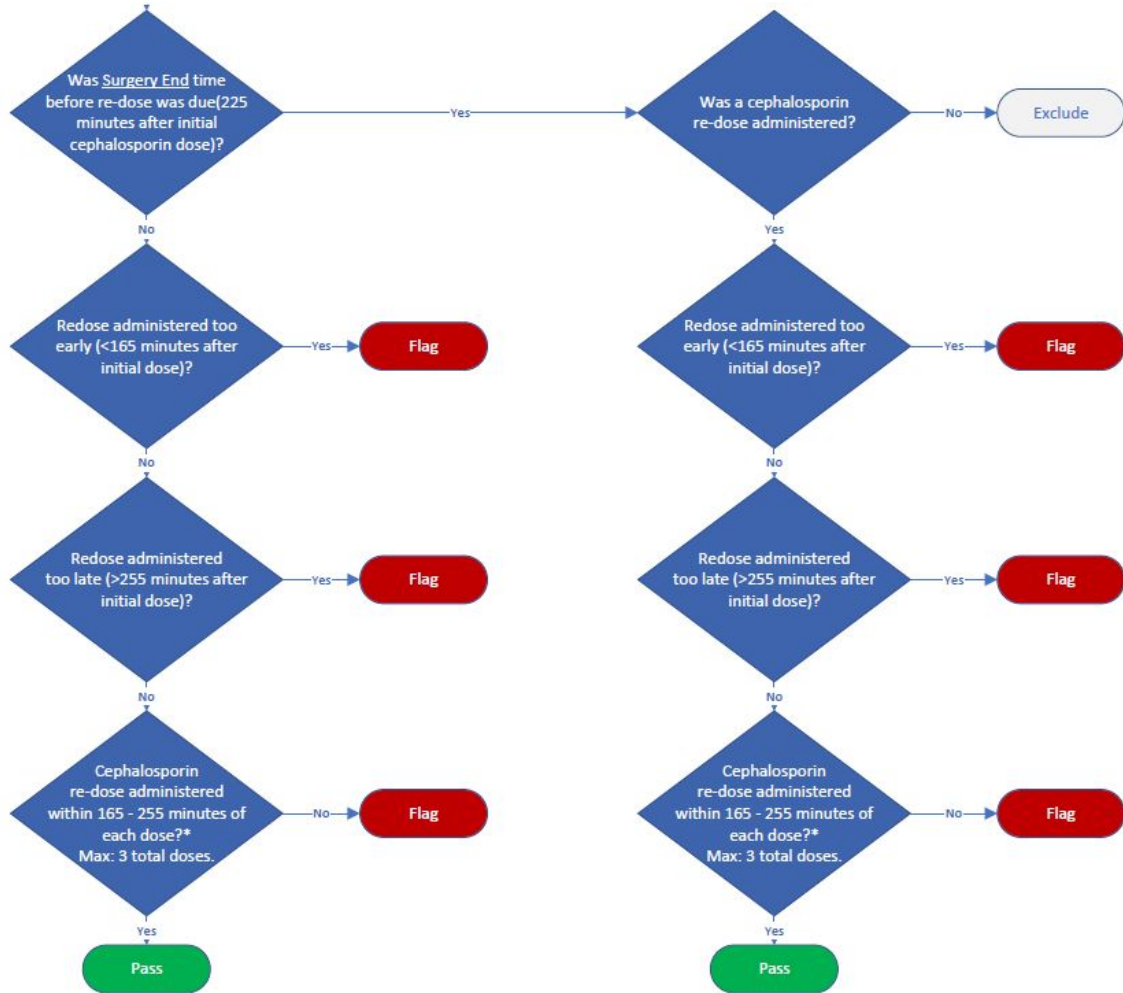 Was Surgery End time
before re-dose was due(225
minutes after initial
cephalosporin dose)?
Yes
Was a cephalosporin
re-dose administered?
No
Exclude
No
Yes
Redose administered too
early (<165 minutes after
initial dose)?
Yes
Flag
Redose administered too
early (<165 minutes after
initial dose)?
Yes
Flag
No
No
Redose administered
too late (>255 minutes after
initial dose)?
Yes
Flag
Redose administered
too late (>255 minutes after
initial dose)?
Yes
Flag
No
No
Cephalosporin
re-dose administered
within 165 - 255 minutes of
each dose?*
Max: 3 total doses.
No
Flag
Cephalosporin
re-dose administered
within 165 - 255 minutes of
each dose?*
Max: 3 total doses.
No
Flag
Yes
Yes
Pass
Pass